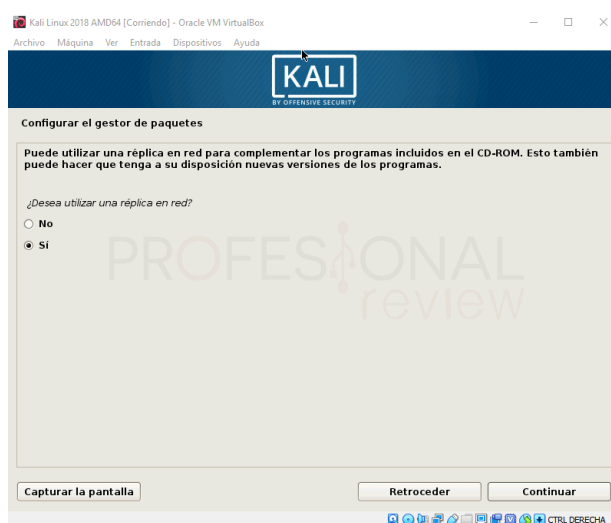 Kali Linux 2018 AMD64 [Corriendo] - Oracle VM VirtualBox
Archivo Máquina Ver Entrada Dispositivos Ayuda
KALI
BY OFFENSIVE SECURITY
Configurar el gestor de paquetes
Puede utilizar una réplica en red para complementar los programas incluidos en el CD-ROM. Esto también
puede hacer que tenga a su disposición nuevas versiones de los programas.
¿Desea utilizar una réplica en red?
No
Sí
PROFESIONAL
review
Capturar la pantalla
Retroceder
Continuar
CTRL DERECHA